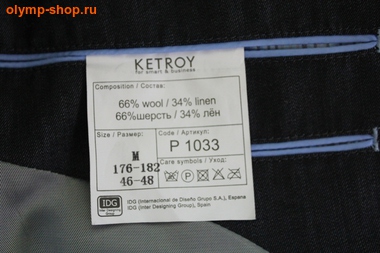 olymp-shop.ru
KETROY
for smart & business
Composition / Состав:
66% wool / 34% linen
66%шерсть / 34% лён
Size / Размер:
M
176-182
46-48
Code / Артикул:
P 1033
Care symbols / Уход:
IDG
IDG (Internacional de Diseño Grupo S.A.), Espana
IDG (Inter Designing Group), Spain